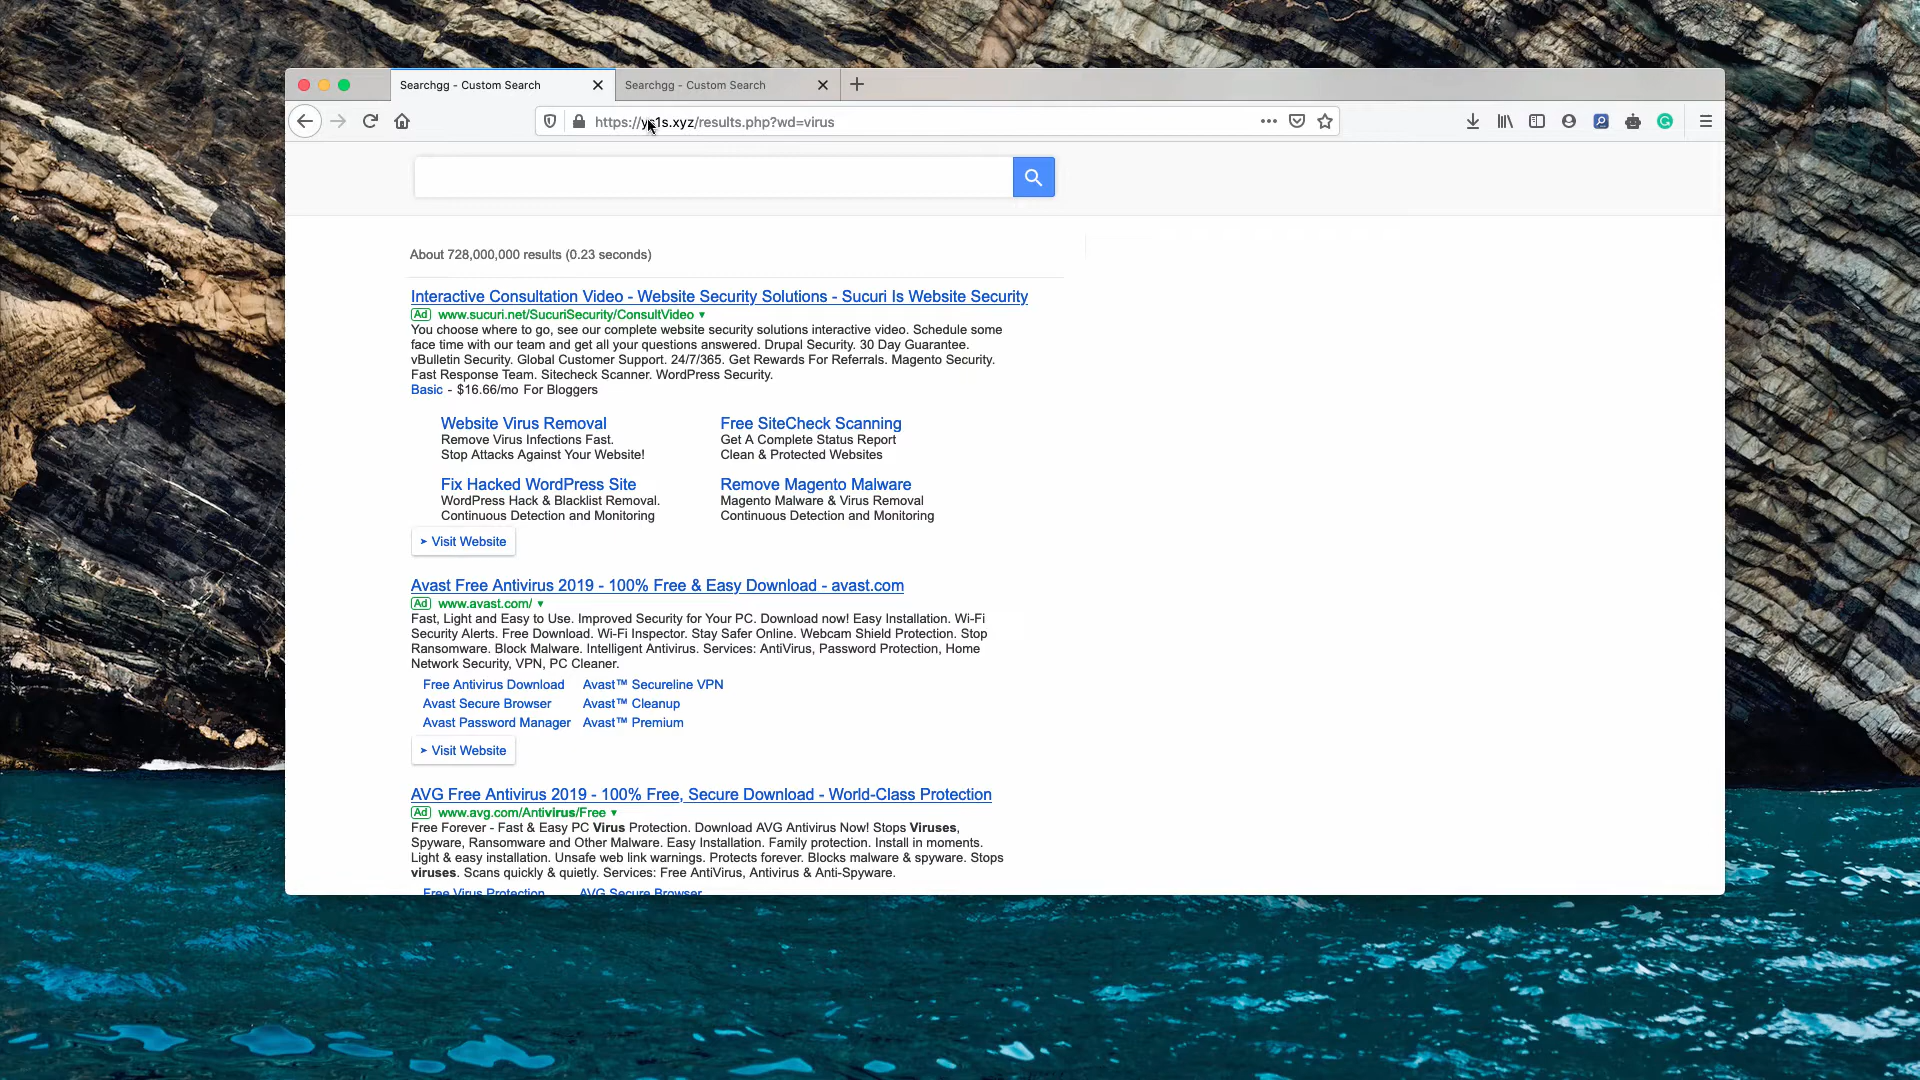 Searchgg - Custom Search
Searchgg - Custom Search
1s.xyz/results.php?wd=virus
About 728,000,000 results (0.23 seconds)
Interactive Consultation Video - Website Security Solutions - Sucuri Is Website Security
Ad www.sucuri.net/SucuriSecurity/ConsultVideo
You choose where to go, see our complete website security solutions interactive video. Schedule some
face time with our team and get all your questions answered. Drupal Security. 30 Day Guarantee.
vBulletin Security. Global Customer Support. 24/7/365. Get Rewards For Referrals. Magento Security.
Fast Response Team. Sitecheck Scanner. WordPress Security.
Basic - $16.66/mo For Bloggers
Website Virus Removal
Remove Virus Infections Fast.
Stop Attacks Against Your Website!
Free SiteCheck Scanning
Get A Complete Status Report
Clean & Protected Websites
Fix Hacked WordPress Site
WordPress Hack & Blacklist Removal.
Continuous Detection and Monitoring
Remove Magento Malware
Magento Malware & Virus Removal
Continuous Detection and Monitoring
➤ Visit Website
Avast Free Antivirus 2019 - 100% Free & Easy Download - avast.com
Ad www.avast.com/
Fast, Light and Easy to Use. Improved Security for Your PC. Download now! Easy Installation. Wi-Fi
Security Alerts. Free Download. Wi-Fi Inspector. Stay Safer Online. Webcam Shield Protection. Stop
Ransomware. Block Malware. Intelligent Antivirus. Services: AntiVirus, Password Protection, Home
Network Security, VPN, PC Cleaner.
Free Antivirus Download Avast™ Secureline VPN
Avast Secure Browser Avast™ Cleanup
Avast Password Manager Avast™ Premium
➤ Visit Website
AVG Free Antivirus 2019 - 100% Free, Secure Download - World-Class Protection
Ad www.avg.com/Antivirus/Free
Free Forever - Fast & Easy PC Virus Protection. Download AVG Antivirus Now! Stops Viruses,
Spyware, Ransomware and Other Malware. Easy Installation. Family protection. Install in moments.
Light & easy installation. Unsafe web link warnings. Protects forever. Blocks malware & spyware. Stops
viruses. Scans quickly & quietly. Services: Free AntiVirus, Antivirus & Anti-Spyware.
Free Virus Protection AVG Secure Browser